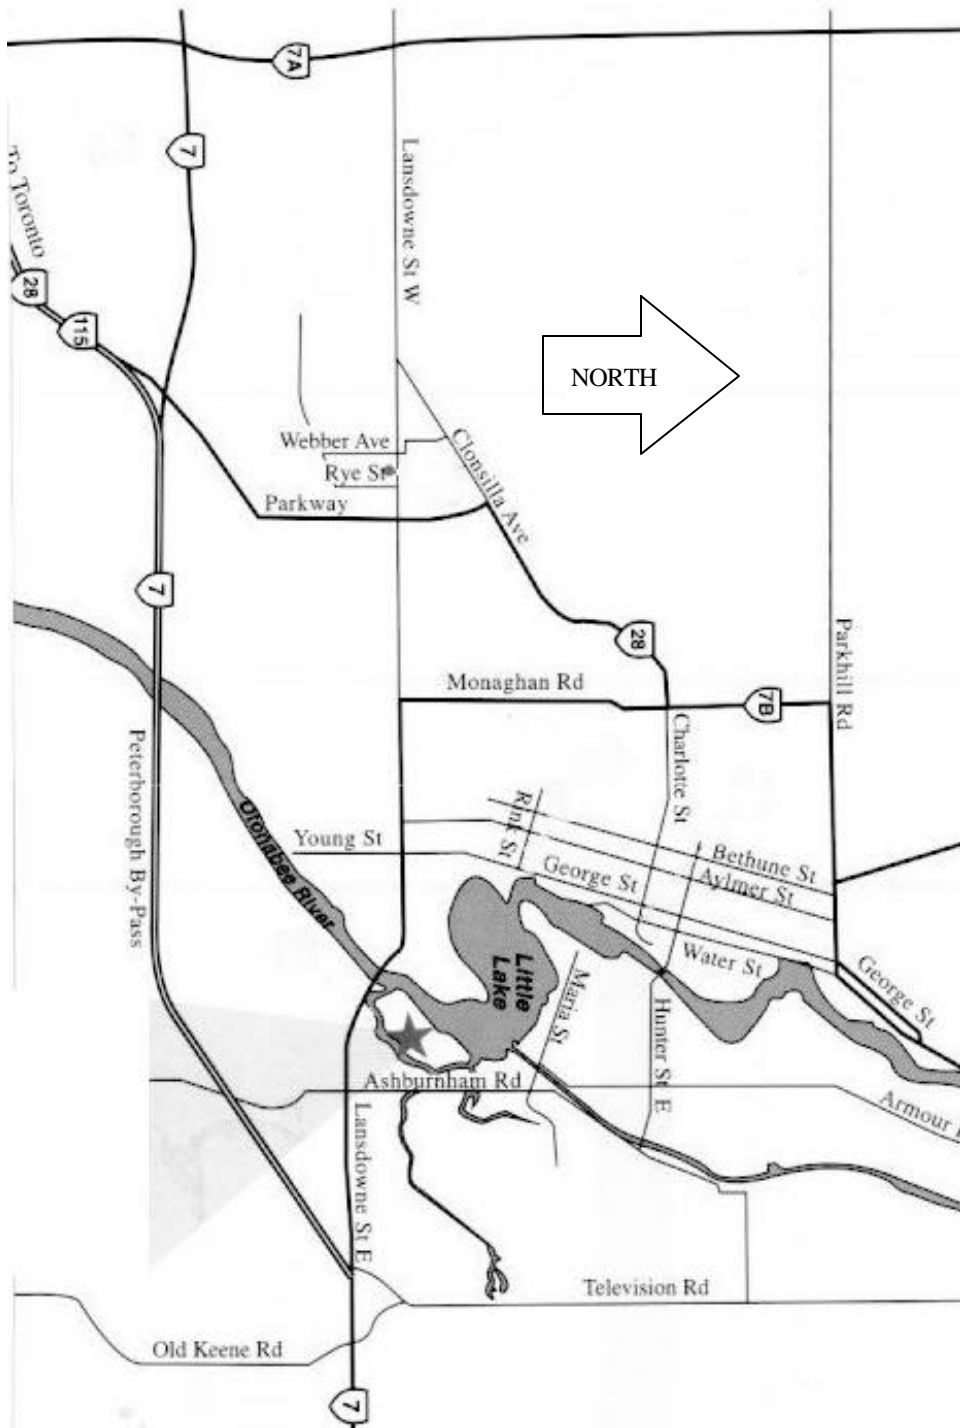 7A
7
To Toronto
28
115
Lansdowne St W
NORTH
Webber Ave
Rye St
Parkway
Clonsilla Ave
7
28
Parkhill Rd
Monaghan Rd
7B
Charlotte St
Peterborough By-Pass
Otonabee River
Young St
Rink St
George St
Bethune St
Aylmer St
Water St
Little
Lake
Maria St
George St
Hunter St E
Ashburnham Rd
Armour
Lansdowne St E
Television Rd
Old Keene Rd
7